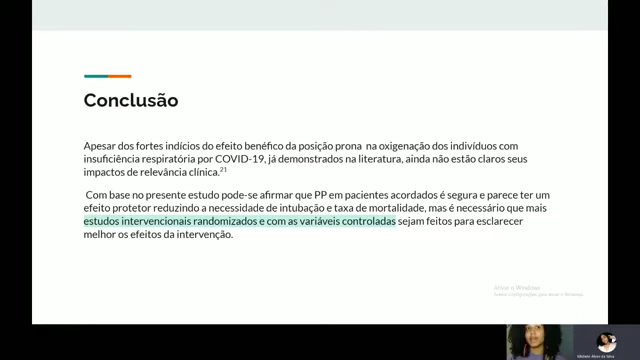 Conclusão
Apesar dos fortes indícios do efeito benéfico da posição prona na oxigenação dos indivíduos com
insuficiência respiratória por COVID-19, já demonstrados na literatura, ainda não estão claros seus
impactos de relevância clínica.21
Com base no presente estudo pode-se afirmar que PP em pacientes acordados é segura e parece ter um
efeito protetor reduzindo a necessidade de intubação e taxa de mortalidade, mas é necessário que mais
estudos intervencionais randomizados e com as variáveis controladas sejam feitos para esclarecer
melhor os efeitos da intervenção.
Ativar o Windows
Acesse Configurações para ativar o Windows.